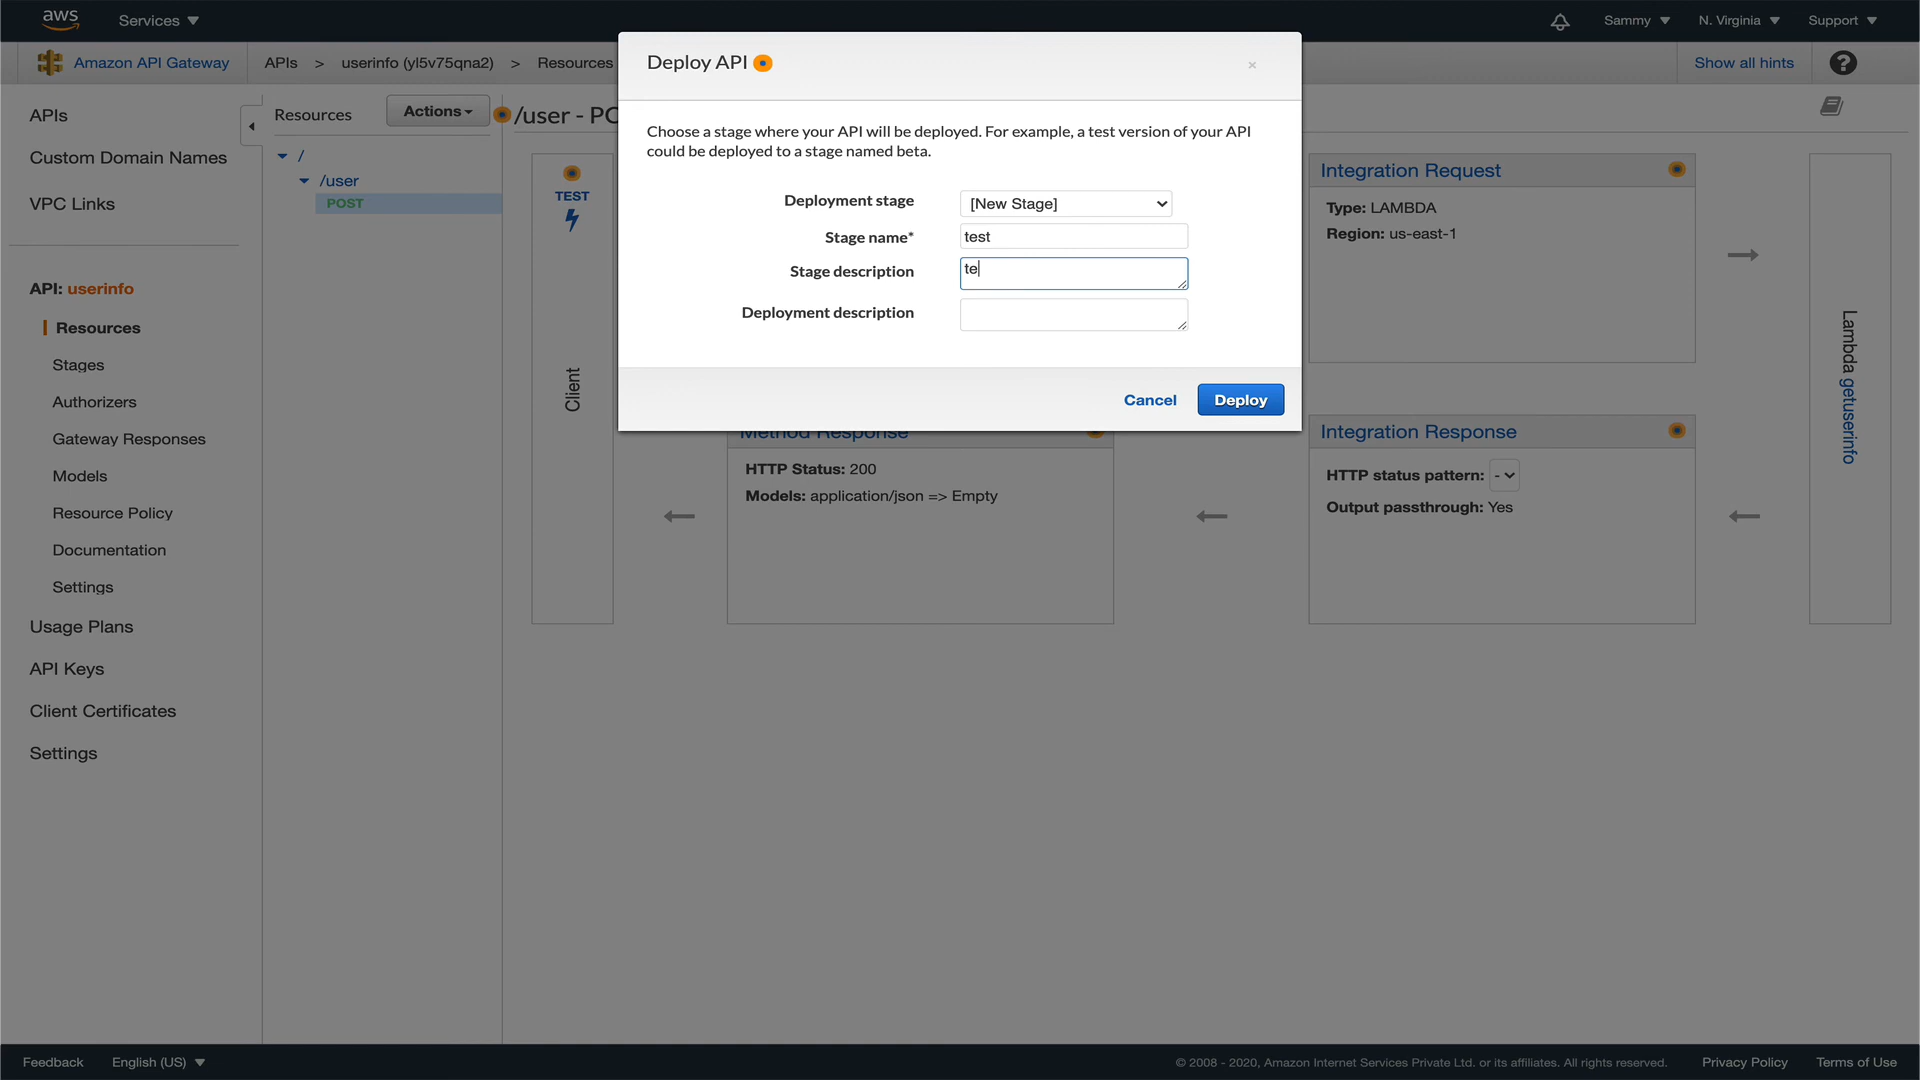 aws Services Sammy N. Virginia Support
Amazon API Gateway APIs > userinfo (yl5v75qna2) > Resources Show all hints ?
Deploy API ×
Choose a stage where your API will be deployed. For example, a test version of your API
could be deployed to a stage named beta.
Deployment stage [New Stage]
Stage name* test
Stage description te
Deployment description
Cancel Deploy
APIs
Custom Domain Names
VPC Links
API: userinfo
Resources
Stages
Authorizers
Gateway Responses
Models
Resource Policy
Documentation
Settings
Usage Plans
API Keys
Client Certificates
Settings
Resources Actions
/
/user
POST
/user - PO
TEST
Client
Method Response
HTTP Status: 200
Models: application/json => Empty
Integration Request
Type: LAMBDA
Region: us-east-1
Integration Response
HTTP status pattern: -
Output passthrough: Yes
Lambda getuserinfo
Feedback English (US) © 2008 - 2020, Amazon Internet Services Private Ltd. or its affiliates. All rights reserved. Privacy Policy Terms of Use